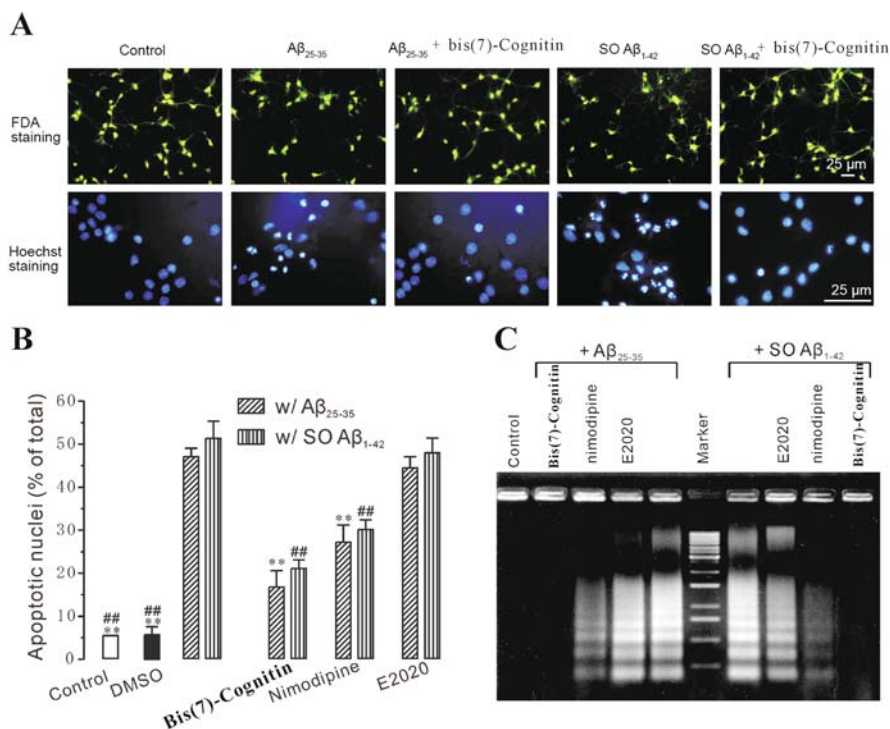 A
Control
Aβ25-35
Aβ25-35 + bis(7)-Cognitin
SO Aβ1-42
SO Aβ1-42 + bis(7)-Cognitin
FDA
staining
25 μm
Hoechst
staining
25 μm
B
Apoptotic nuclei (% of total)
60
50
40
30
20
10
0
w/ Aβ25-35
w/ SO Aβ1-42
##
**
##
**
**
##
**
##
Control
DMSO
Bis(7)-Cognitin
Nimodipine
E2020
C
+ Aβ25-35
+ SO Aβ1-42
Control
Bis(7)-Cognitin
nimodipine
E2020
Marker
E2020
nimodipine
Bis(7)-Cognitin